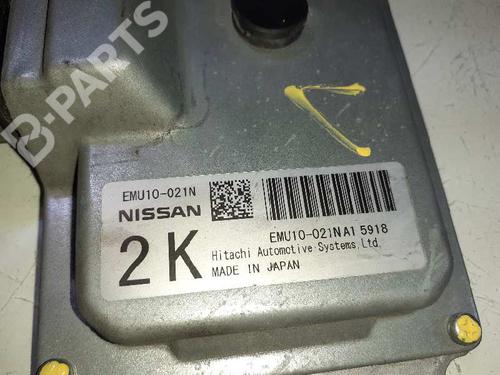 B-PARTS
EMU10-021N
NISSAN
EMU10-021NA1 5918
2K
Hitachi Automotive Systems,Ltd.
MADE IN JAPAN